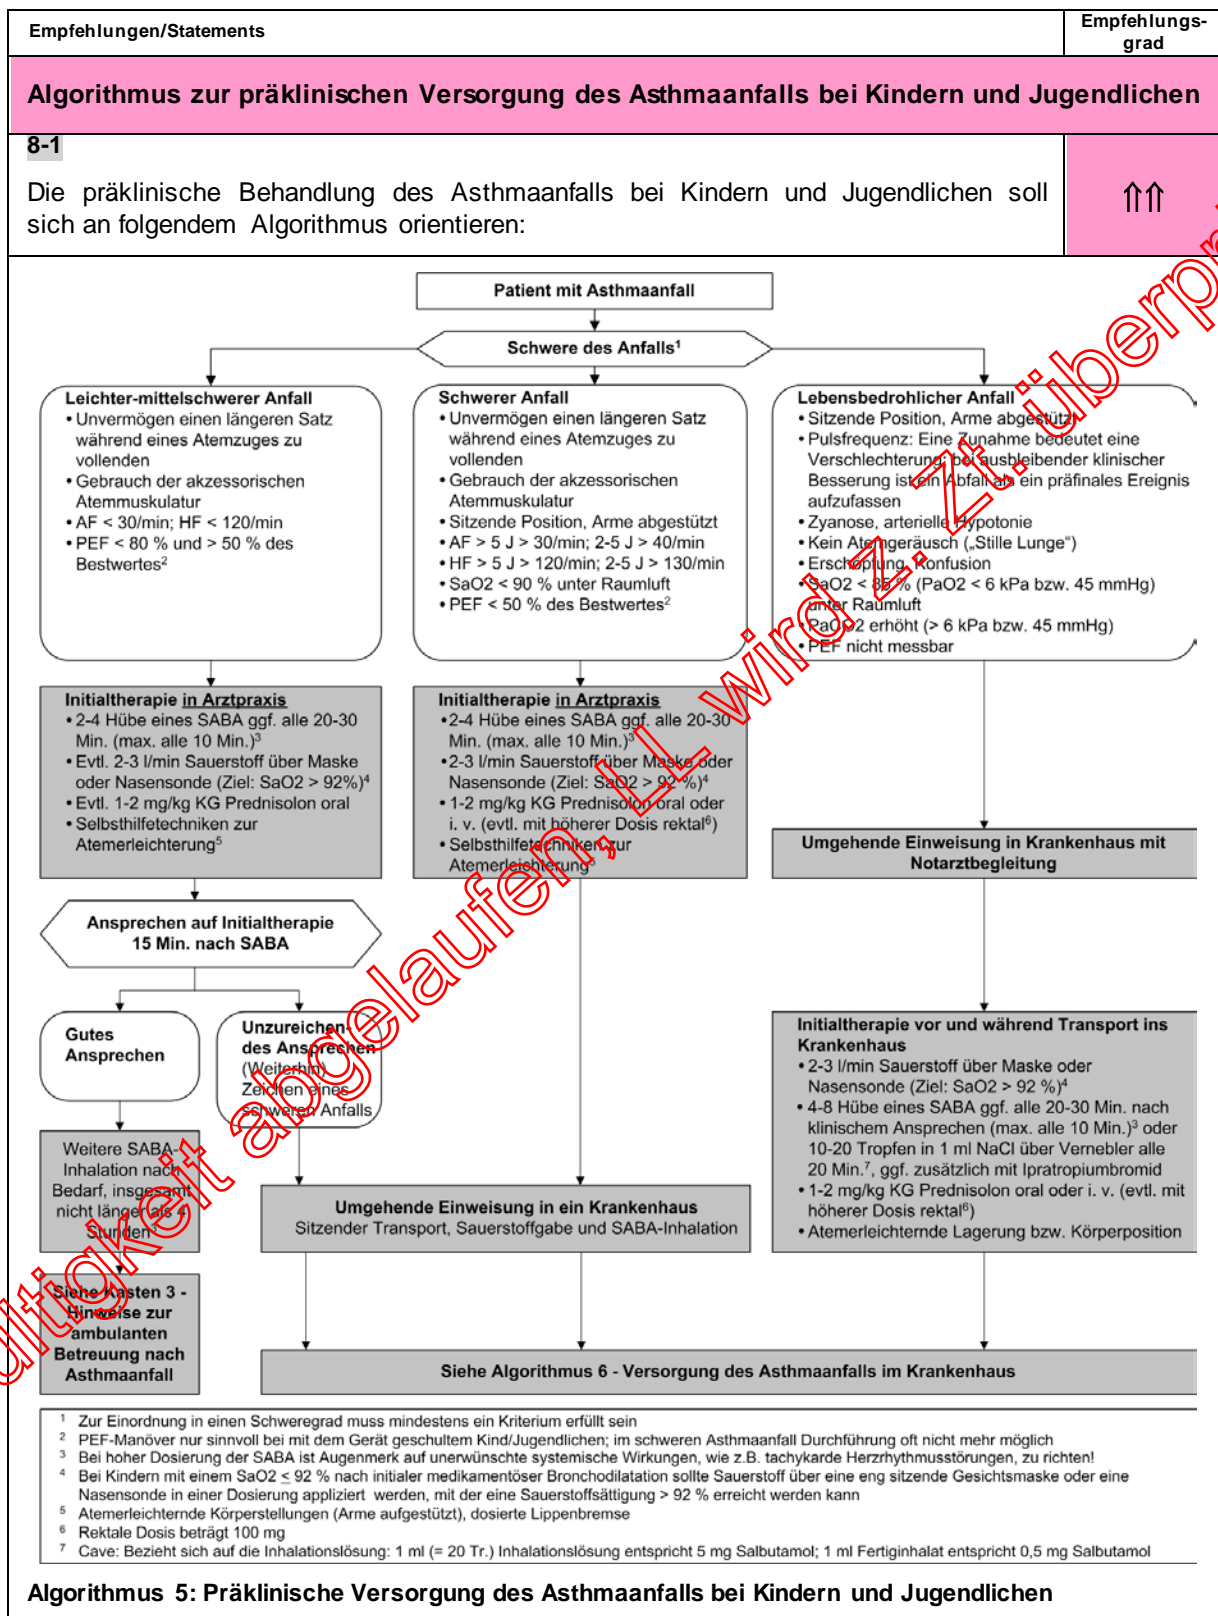 Empfehlungen/Statements
Empfehlungs-
grad
Algorithmus zur präklinischen Versorgung des Asthmaanfalls bei Kindern und Jugendlichen
8-1
Die präklinische Behandlung des Asthmaanfalls bei Kindern und Jugendlichen soll
sich an folgendem Algorithmus orientieren:
⇑⇑
Patient mit Asthmaanfall
Schwere des Anfalls¹
Leichter-mittelschwerer Anfall
• Unvermögen einen längeren Satz
während eines Atemzuges zu
vollenden
• Gebrauch der akzessorischen
Atemmuskulatur
• AF < 30/min; HF < 120/min
• PEF < 80 % und > 50 % des
Bestwertes²
Schwerer Anfall
• Unvermögen einen längeren Satz
während eines Atemzuges zu
vollenden
• Gebrauch der akzessorischen
Atemmuskulatur
• Sitzende Position, Arme abgestützt
• AF > 5 J > 30/min; 2-5 J > 40/min
• HF > 5 J > 120/min; 2-5 J > 130/min
• SaO2 < 90 % unter Raumluft
• PEF < 50 % des Bestwertes²
Lebensbedrohlicher Anfall
• Sitzende Position, Arme abgestützt
• Pulsfrequenz: Eine Zunahme bedeutet eine
Verschlechterung; bei ausbleibender klinischer
Besserung ist ein Abfall als ein präfinales Ereignis
aufzufassen
• Zyanose, arterielle Hypotonie
• Kein Atemgeräusch („Stille Lunge“)
• Erschöpfung, Konfusion
• SaO2 < 85 % (PaO2 < 6 kPa bzw. 45 mmHg)
unter Raumluft
• PaCO2 erhöht (> 6 kPa bzw. 45 mmHg)
• PEF nicht messbar
Initialtherapie in Arztpraxis
• 2-4 Hübe eines SABA ggf. alle 20-30
Min. (max. alle 10 Min.)³
• Evtl. 2-3 l/min Sauerstoff über Maske
oder Nasensonde (Ziel: SaO2 > 92%)⁴
• Evtl. 1-2 mg/kg KG Prednisolon oral
• Selbsthilfetechniken zur
Atemerleichterung⁵
Initialtherapie in Arztpraxis
• 2-4 Hübe eines SABA ggf. alle 20-30
Min. (max. alle 10 Min.)³
• 2-3 l/min Sauerstoff über Maske oder
Nasensonde (Ziel: SaO2 > 92 %)⁴
• 1-2 mg/kg KG Prednisolon oral oder
i. v. (evtl. mit höherer Dosis rektal⁶)
• Selbsthilfetechniken zur
Atemerleichterung⁵
Umgehende Einweisung in Krankenhaus mit
Notarztbegleitung
Ansprechen auf Initialtherapie
15 Min. nach SABA
Gutes
Ansprechen
Unzureichen-
des Ansprechen
(Weiterhin)
Zeichen eines
schweren Anfalls
Initialtherapie vor und während Transport ins
Krankenhaus
• 2-3 l/min Sauerstoff über Maske oder
Nasensonde (Ziel: SaO2 > 92 %)⁴
• 4-8 Hübe eines SABA ggf. alle 20-30 Min. nach
klinischem Ansprechen (max. alle 10 Min.)³ oder
10-20 Tropfen in 1 ml NaCl über Vernebler alle
20 Min.⁷, ggf. zusätzlich mit Ipratropiumbromid
• 1-2 mg/kg KG Prednisolon oral oder i. v. (evtl. mit
höherer Dosis rektal⁶)
• Atemerleichternde Lagerung bzw. Körperposition
Weitere SABA-
Inhalation nach
Bedarf, insgesamt
nicht länger als 4
Stunden
Umgehende Einweisung in ein Krankenhaus
Sitzender Transport, Sauerstoffgabe und SABA-Inhalation
Siehe Kasten 3 -
Hinweise zur
ambulanten
Betreuung nach
Asthmaanfall
Siehe Algorithmus 6 - Versorgung des Asthmaanfalls im Krankenhaus
¹ Zur Einordnung in einen Schweregrad muss mindestens ein Kriterium erfüllt sein
² PEF-Manöver nur sinnvoll bei mit dem Gerät geschultem Kind/Jugendlichen; im schweren Asthmaanfall Durchführung oft nicht mehr möglich
³ Bei hoher Dosierung der SABA ist Augenmerk auf unerwünschte systemische Wirkungen, wie z.B. tachykarde Herzrhythmusstörungen, zu richten!
⁴ Bei Kindern mit einem SaO2 ≤ 92 % nach initialer medikamentöser Bronchodilatation sollte Sauerstoff über eine eng sitzende Gesichtsmaske oder eine
Nasensonde in einer Dosierung appliziert werden, mit der eine Sauerstoffsättigung > 92 % erreicht werden kann
⁵ Atemerleichternde Körperstellungen (Arme aufgestützt), dosierte Lippenbremse
⁶ Rektale Dosis beträgt 100 mg
⁷ Cave: Bezieht sich auf die Inhalationslösung: 1 ml (= 20 Tr.) Inhalationslösung entspricht 5 mg Salbutamol; 1 ml Fertiginhalat entspricht 0,5 mg Salbutamol
Algorithmus 5: Präklinische Versorgung des Asthmaanfalls bei Kindern und Jugendlichen
ültigkeit abgelaufen, LL wird z. Zt. überpr